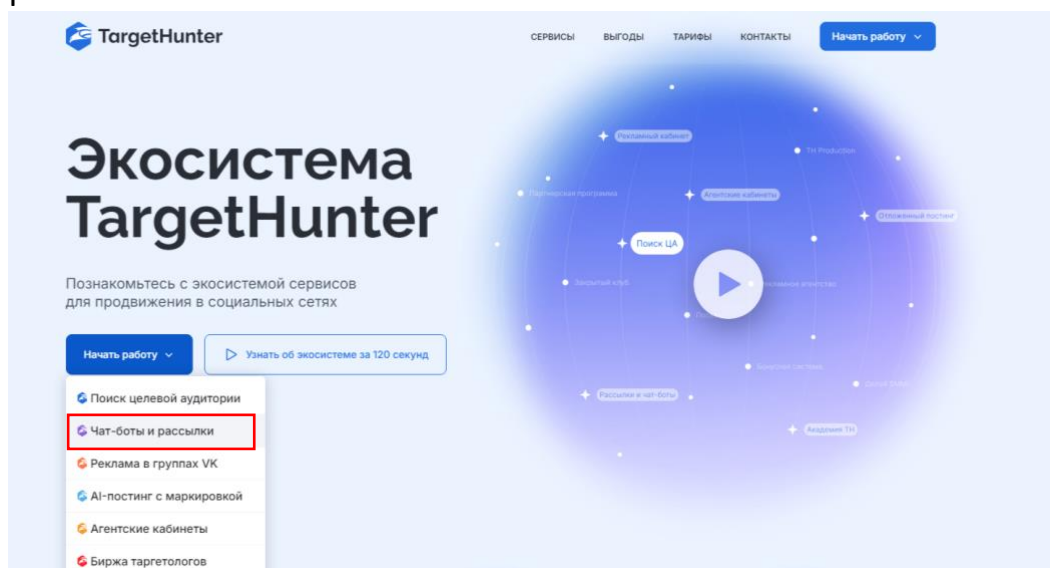 TargetHunter
СЕРВИСЫ ВЫГОДЫ ТАРИФЫ КОНТАКТЫ Начать работу
Экосистема
TargetHunter
Познакомьтесь с экосистемой сервисов
для продвижения в социальных сетях
Начать работу
Узнать об экосистеме за 120 секунд
Поиск целевой аудитории
Чат-боты и рассылки
Реклама в группах VK
AI-постинг с маркировкой
Агентские кабинеты
Биржа таргетологов
Рекламный кабинет
TH Production
Партнерская программа
Агентские кабинеты
Отложенный постинг
Поиск ЦА
Закрытый клуб
Рассылки и чат-боты
Академия TH